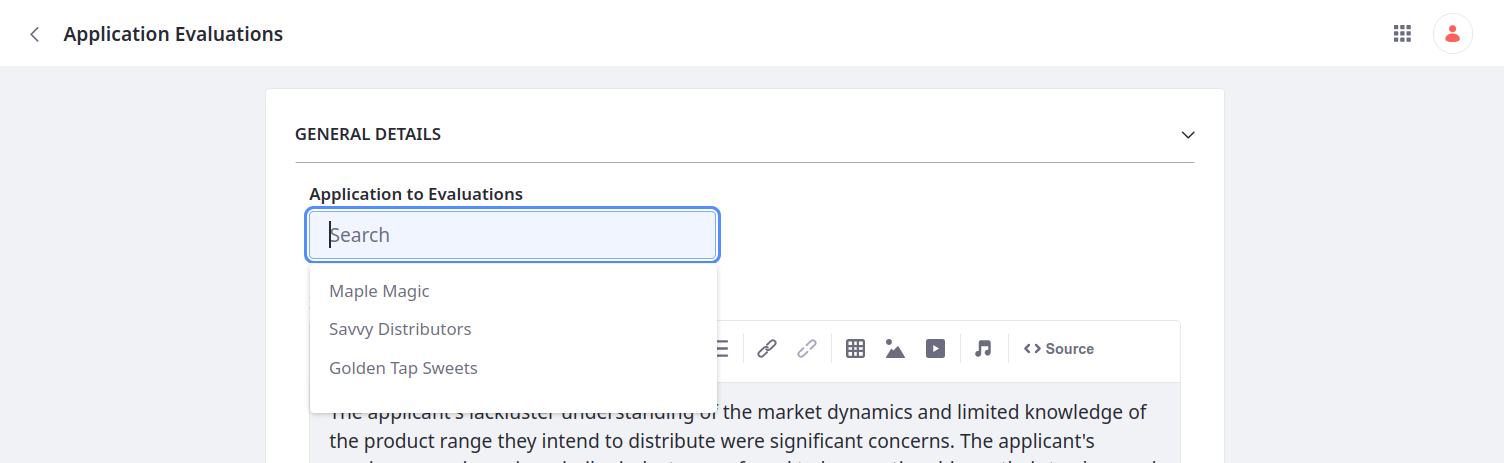 Application Evaluations
GENERAL DETAILS
Application to Evaluations
Search
Maple Magic
Savvy Distributors
Source
Golden Tap Sweets
The applicant's lackluster understanding of the market dynamics and limited knowledge of
the product range they intend to distribute were significant concerns. The applicant's